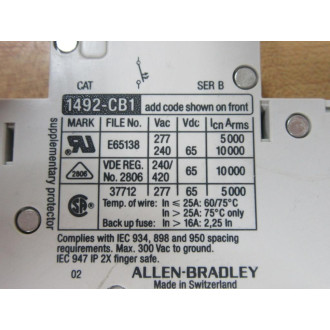 CAT SER B
1492-CB1 add code shown on front
supplementary protector
MARK FILE No. Vac Vdc Icn Arms
E65138 277 5000
240 65 10000
VDE REG. 240/
2806 No. 2806 420 65 10000
SA 37712 277 65 5000
Temp. of wire: In ≤ 25A: 60/75°C
In > 25A: 75°C only
Back up fuse: In > 16A: 2,25 In
Complies with IEC 934, 898 and 950 spacing
requirements. Max. 300 Vac to ground.
IEC 947 IP 2X finger safe.
02 ALLEN-BRADLEY
Made in Switzerland